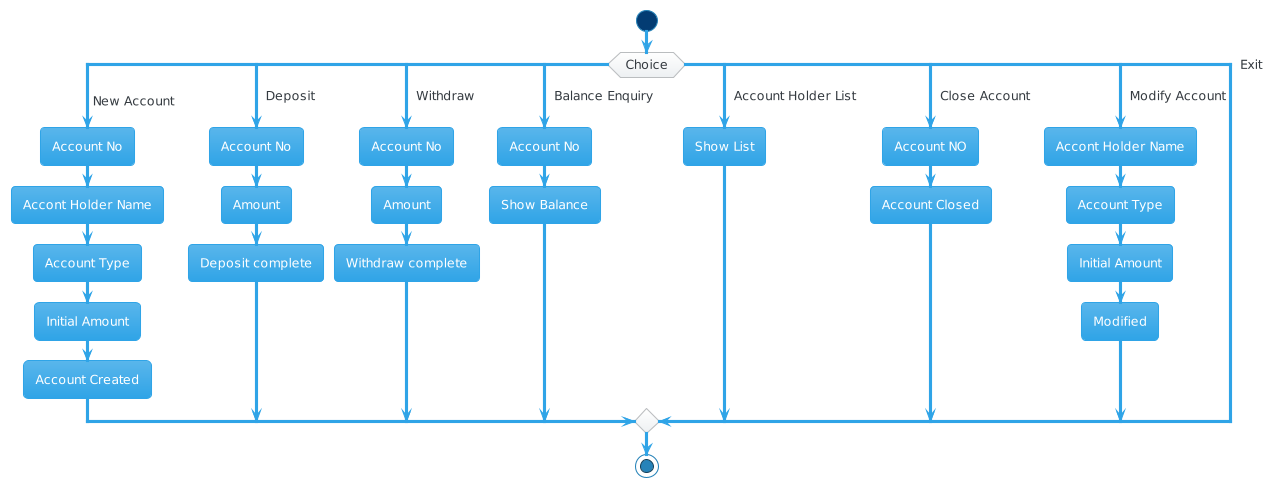 Choice
Exit
New Account
Deposit
Withdraw
Balance Enquiry
Account Holder List
Close Account
Modify Account
Account No
Account No
Account No
Account No
Show List
Account NO
Accont Holder Name
Accont Holder Name
Amount
Amount
Show Balance
Account Closed
Account Type
Account Type
Deposit complete
Withdraw complete
Initial Amount
Initial Amount
Modified
Account Created